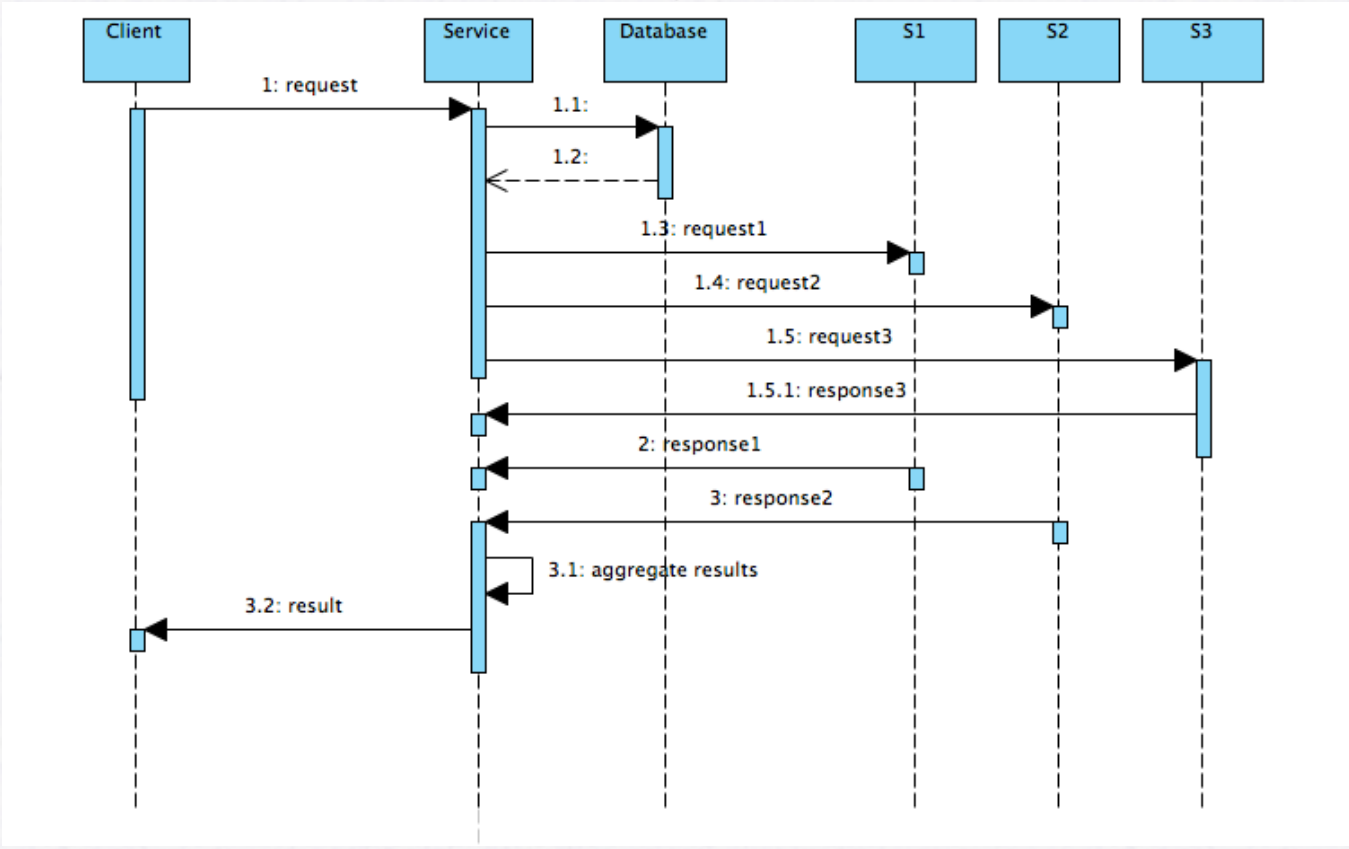 Client
Service
Database
S1
S2
S3
1: request
1.1:
1.2:
1.3: request1
1.4: request2
1.5: request3
1.5.1: response3
2: response1
3: response2
3.1: aggregate results
3.2: result